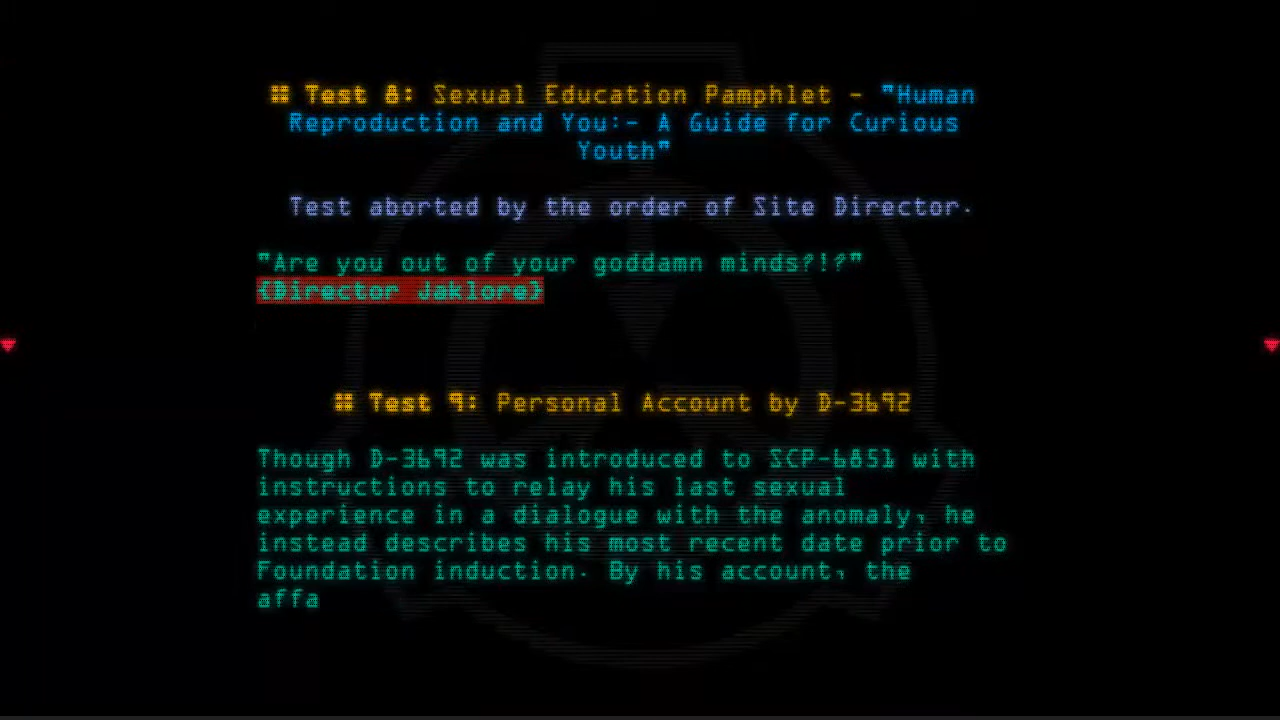 # Test 8: Sexual Education Pamphlet - "Human
Reproduction and You:- A Guide for Curious
Youth"
Test aborted by the order of Site Director.
"Are you out of your goddamn minds?!?"
(Director Jaklore)
# Test 9: Personal Account by D-3692
Though D-3692 was introduced to SCP-6851 with
instructions to relay his last sexual
experience in a dialogue with the anomaly, he
instead describes his most recent date prior to
Foundation induction. By his account, the
affa